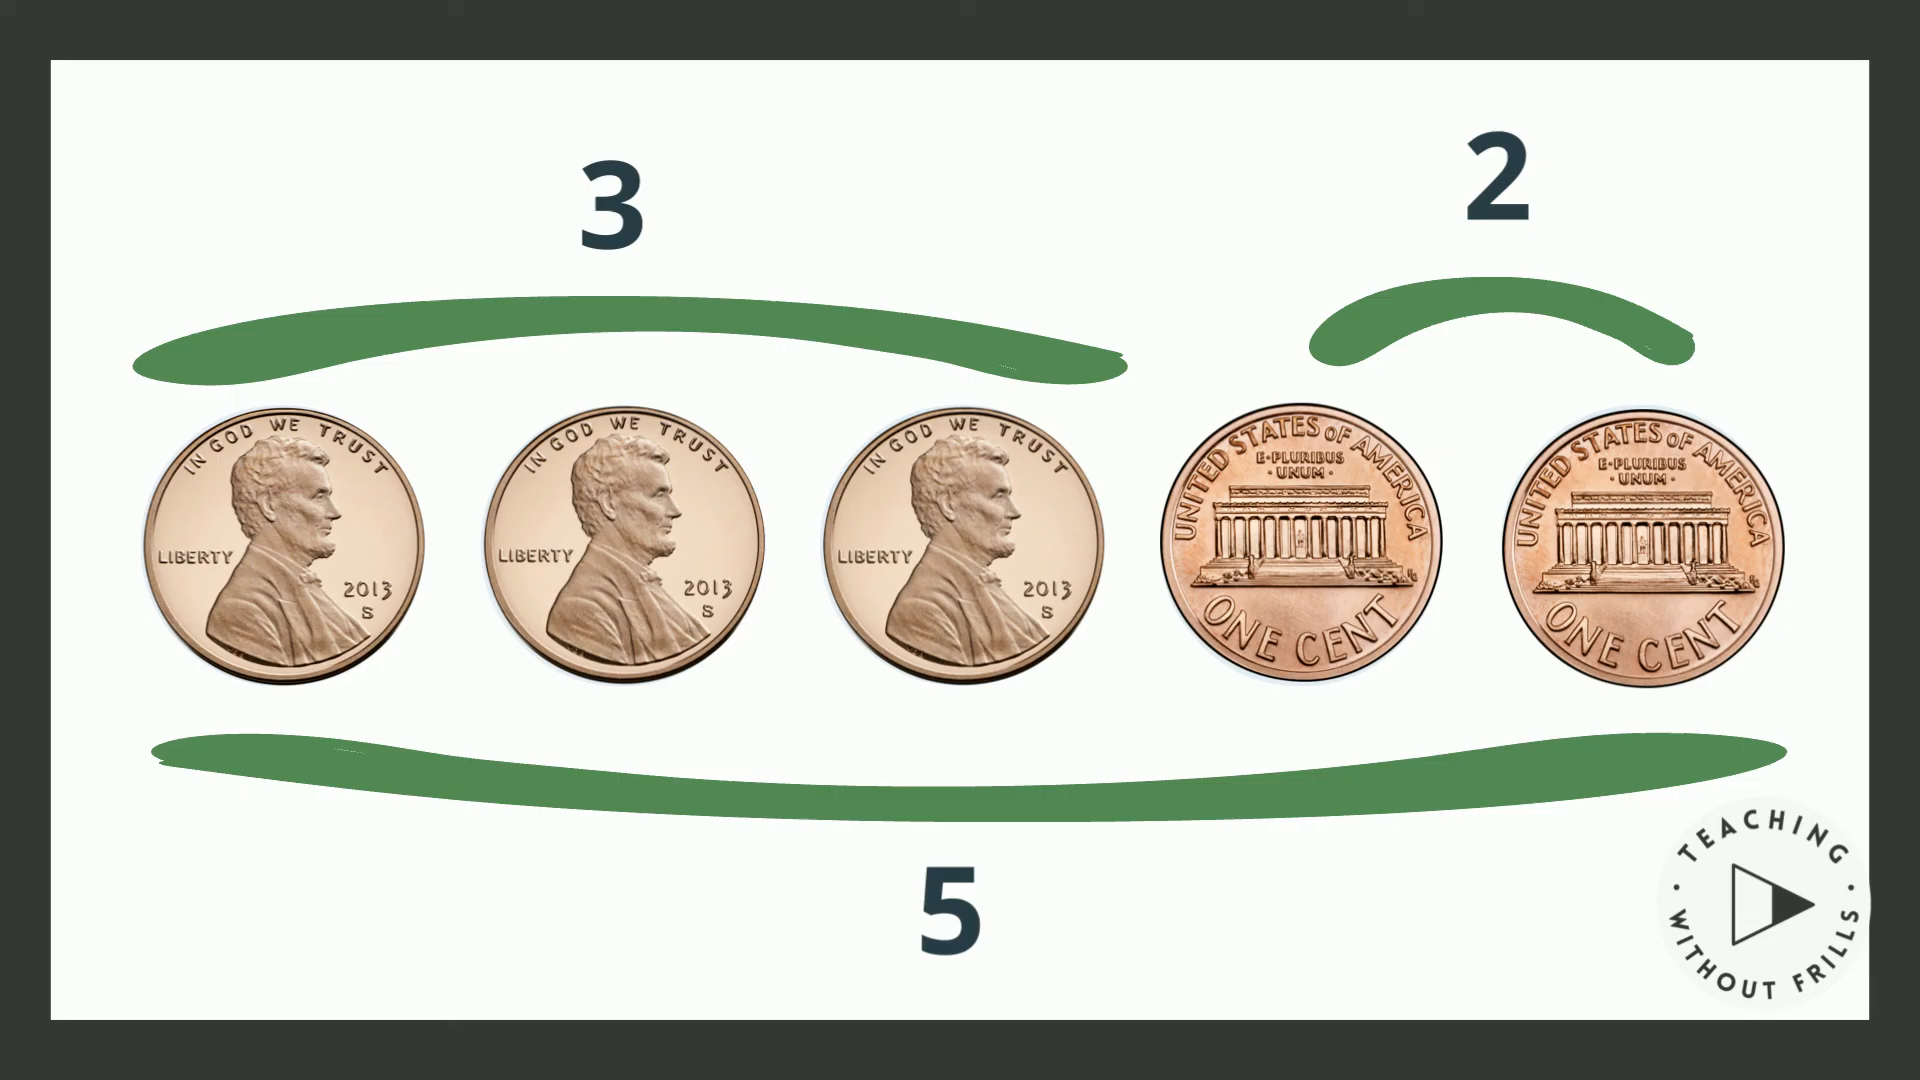 3
2
IN GOD WE TRUST
LIBERTY
2013
S
IN GOD WE TRUST
LIBERTY
2013
S
IN GOD WE TRUST
LIBERTY
2013
S
UNITED STATES OF AMERICA
E·PLURIBUS
·UNUM·
ONE CENT
UNITED STATES OF AMERICA
E·PLURIBUS
·UNUM·
ONE CENT
5
· TEACHING ·
WITHOUT FRILLS